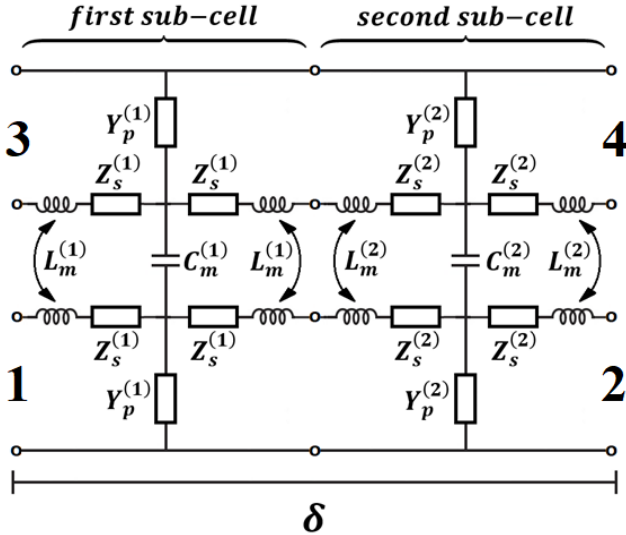 first sub-cell second sub-cell
Y_p^{(1)} Y_p^{(2)}
3 4
Z_s^{(1)} Z_s^{(1)} Z_s^{(2)} Z_s^{(2)}
L_m^{(1)} C_m^{(1)} L_m^{(1)} L_m^{(2)} C_m^{(2)} L_m^{(2)}
Z_s^{(1)} Z_s^{(1)} Z_s^{(2)} Z_s^{(2)}
1 2
Y_p^{(1)} Y_p^{(2)}
δ